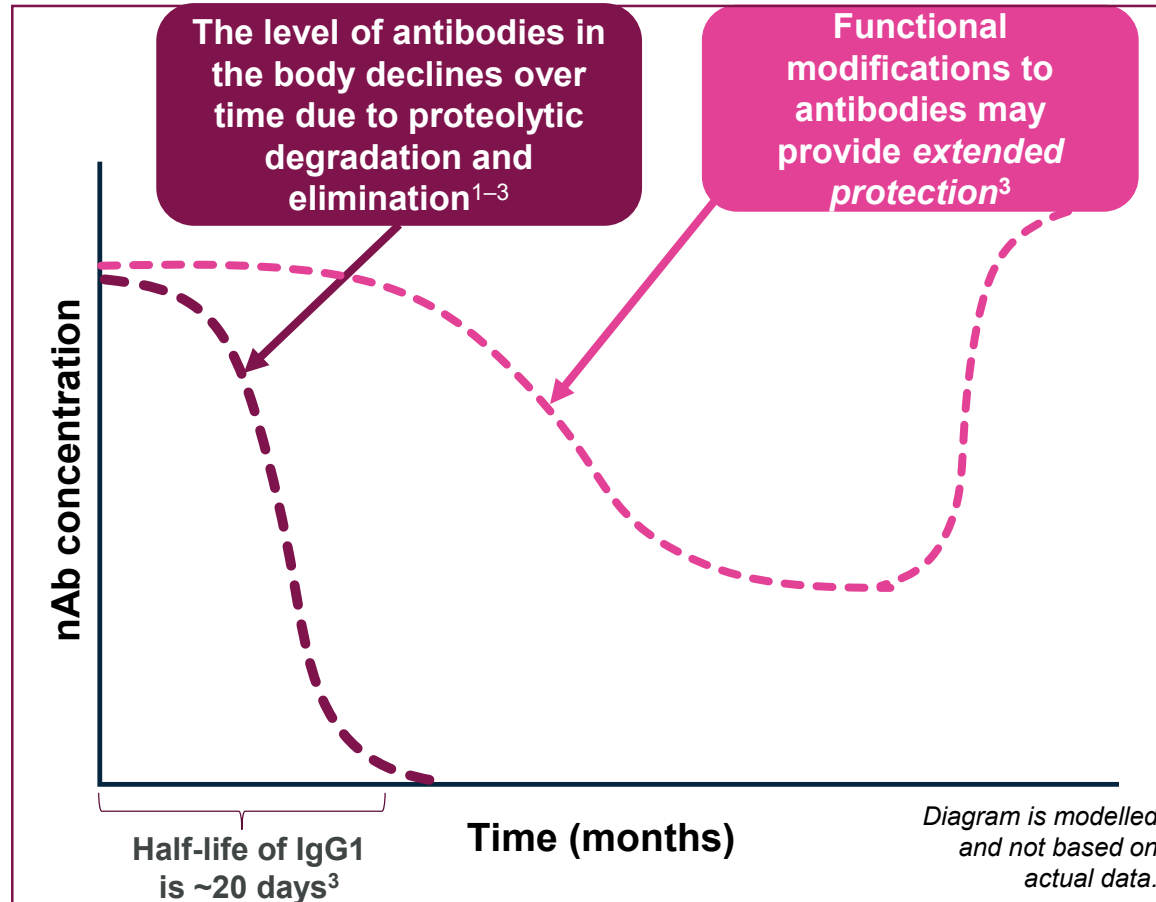 The level of antibodies in
the body declines over
time due to proteolytic
degradation and
elimination1–3
Functional
modifications to
antibodies may
provide extended
protection3
nAb concentration
Half-life of IgG1
is ~20 days3
Time (months)
Diagram is modelled
and not based on
actual data.